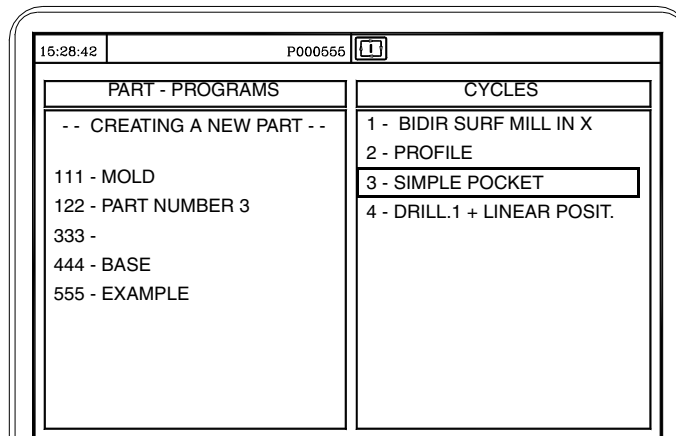 15:28:42 P000555
PART - PROGRAMS
- - CREATING A NEW PART - -
111 - MOLD
122 - PART NUMBER 3
333 -
444 - BASE
555 - EXAMPLE
CYCLES
1 - BIDIR SURF MILL IN X
2 - PROFILE
3 - SIMPLE POCKET
4 - DRILL.1 + LINEAR POSIT.